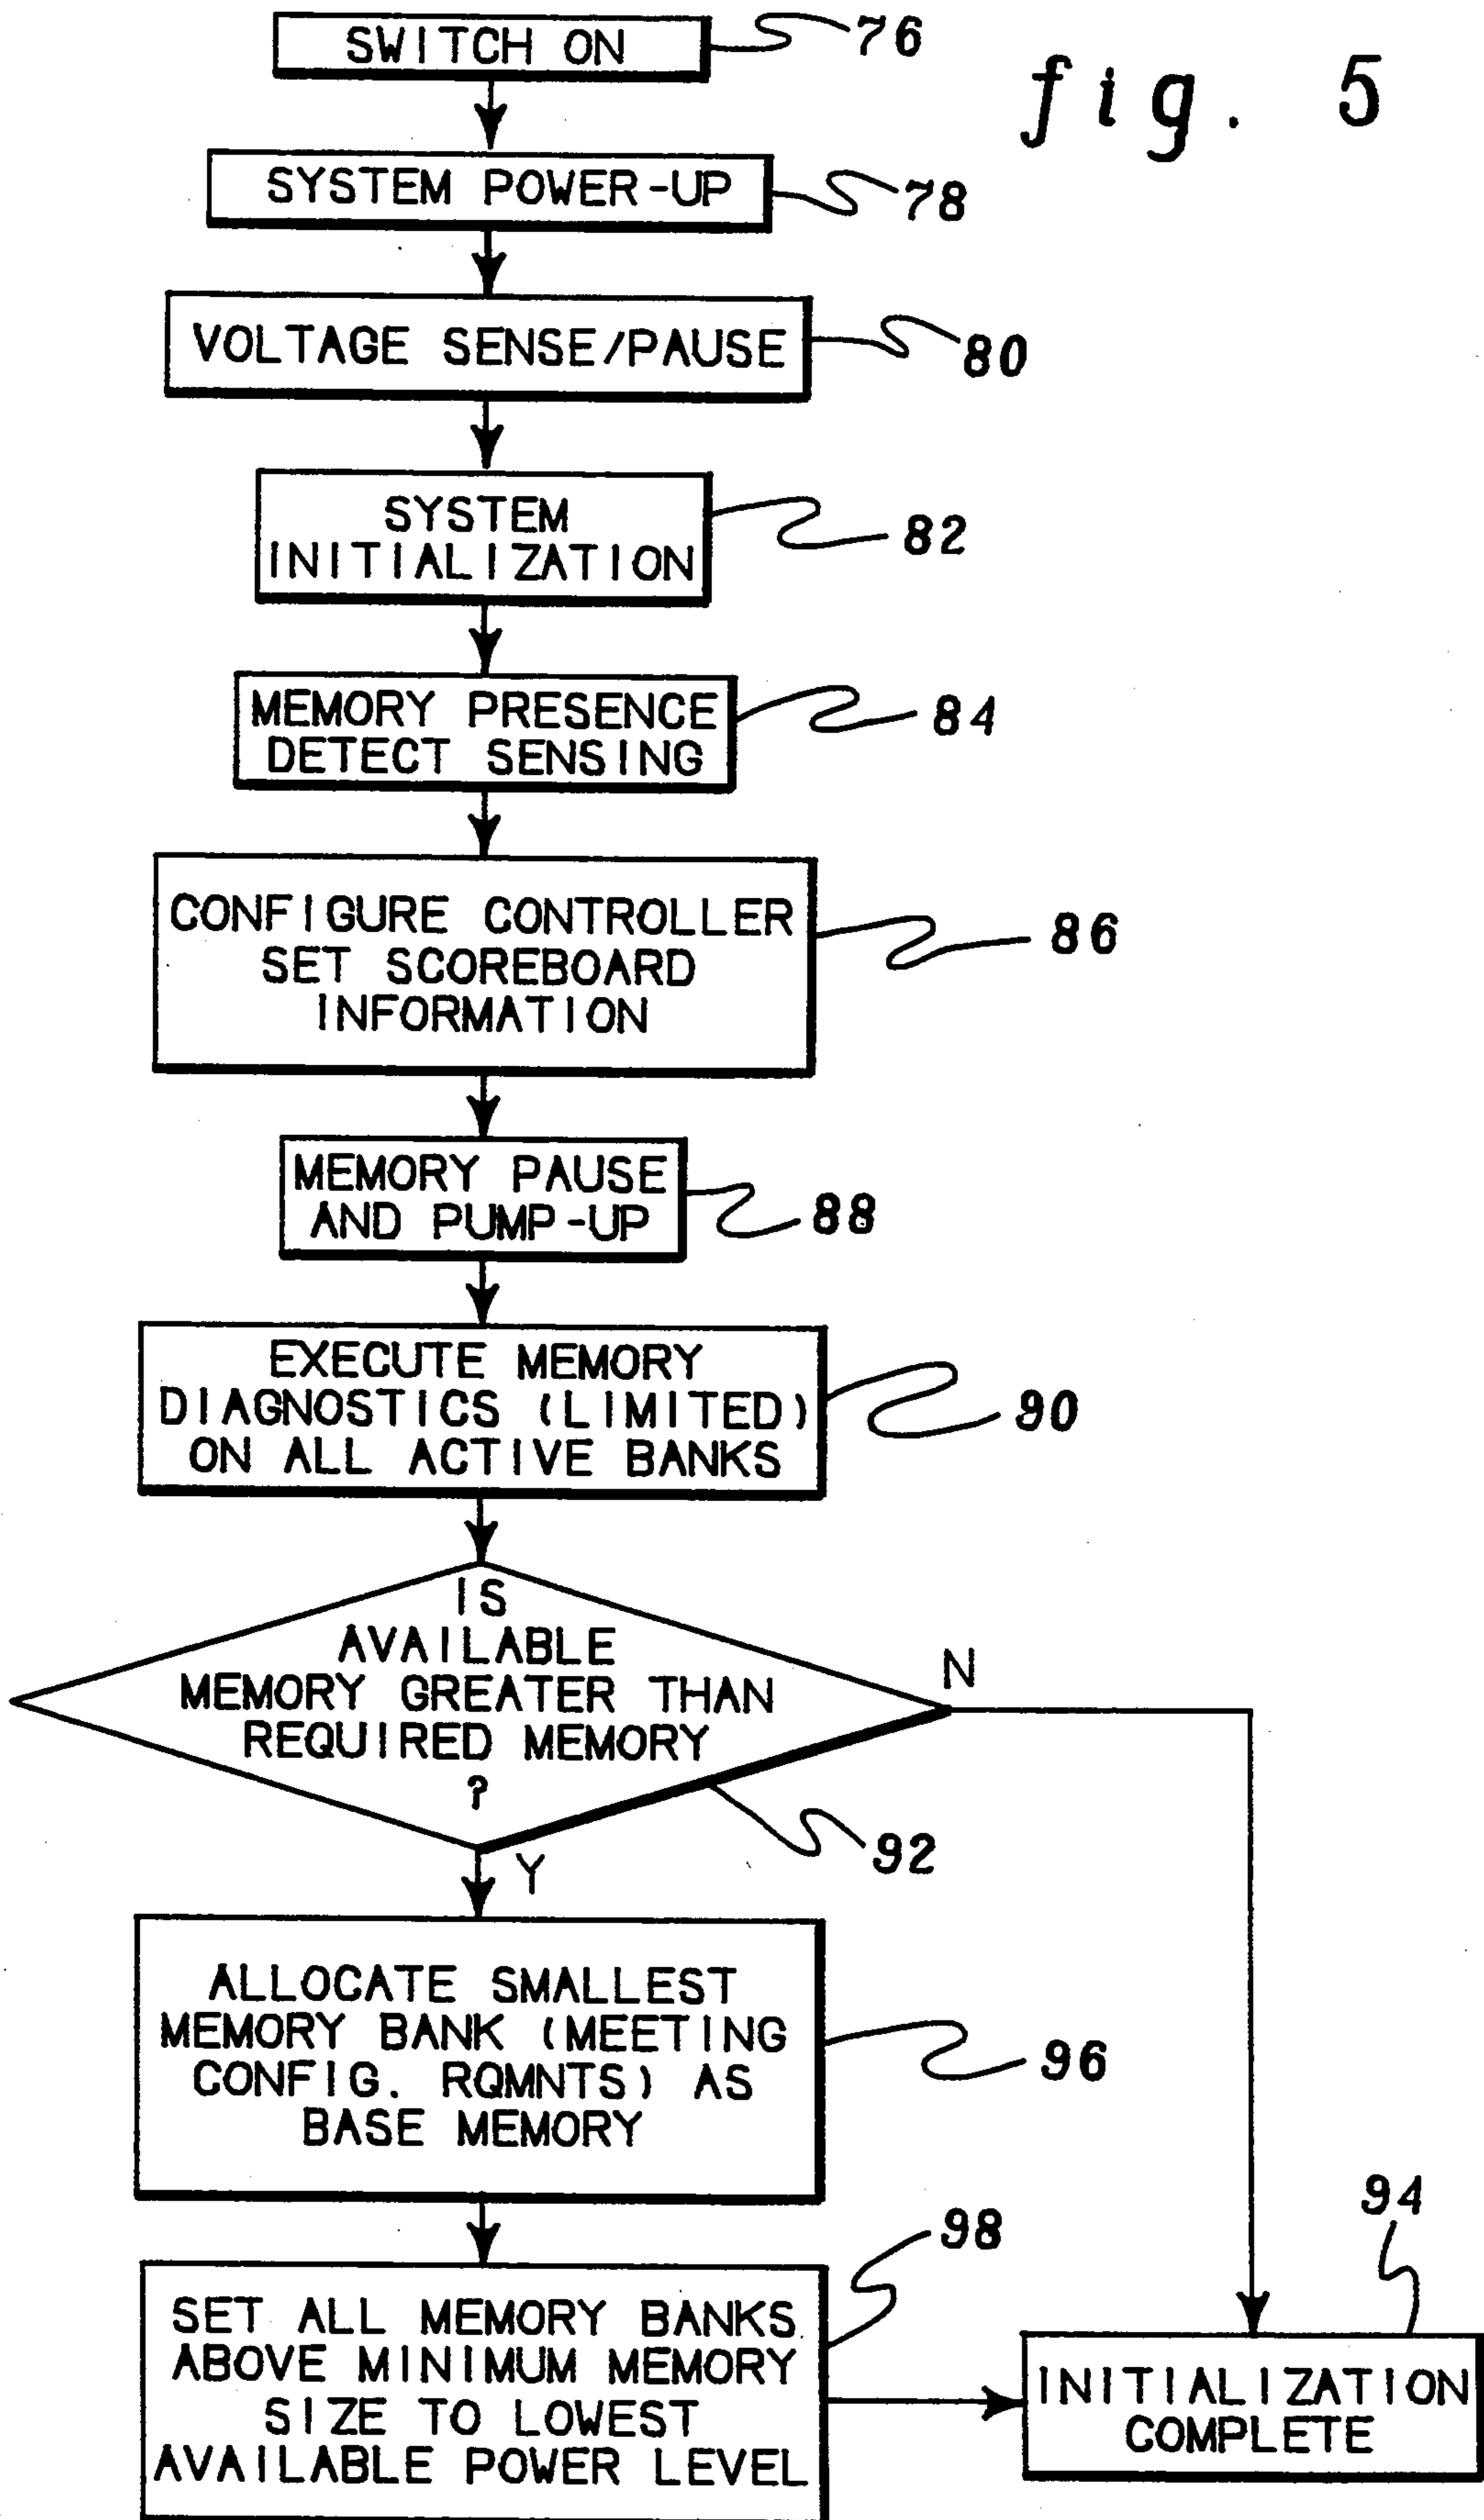 SWITCH ON
76
fig. 5
SYSTEM POWER-UP
78
VOLTAGE SENSE/PAUSE
80
SYSTEM
INITIALIZATION
82
MEMORY PRESENCE
DETECT SENSING
84
CONFIGURE CONTROLLER
SET SCOREBOARD
INFORMATION
86
MEMORY PAUSE
AND PUMP-UP
88
EXECUTE MEMORY
DIAGNOSTICS (LIMITED)
ON ALL ACTIVE BANKS
90
IS
AVAILABLE
MEMORY GREATER THAN
REQUIRED MEMORY
?
N
92
Y
ALLOCATE SMALLEST
MEMORY BANK (MEETING
CONFIG. RQMNTS) AS
BASE MEMORY
96
98
94
SET ALL MEMORY BANKS
ABOVE MINIMUM MEMORY
SIZE TO LOWEST
AVAILABLE POWER LEVEL
INITIALIZATION
COMPLETE